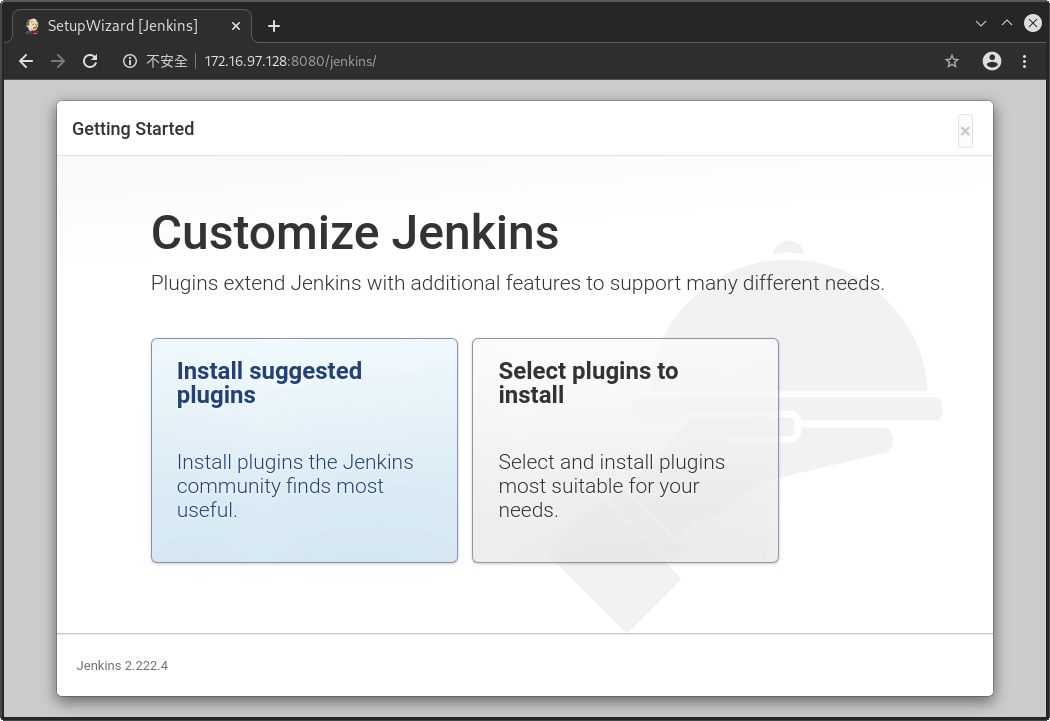 SetupWizard [Jenkins]
不安全
172.16.97.128:8080/jenkins/
Getting Started
×
Customize Jenkins
Plugins extend Jenkins with additional features to support many different needs.
Install suggested
plugins
Install plugins the Jenkins
community finds most
useful.
Select plugins to
install
Select and install plugins
most suitable for your
needs.
Jenkins 2.222.4